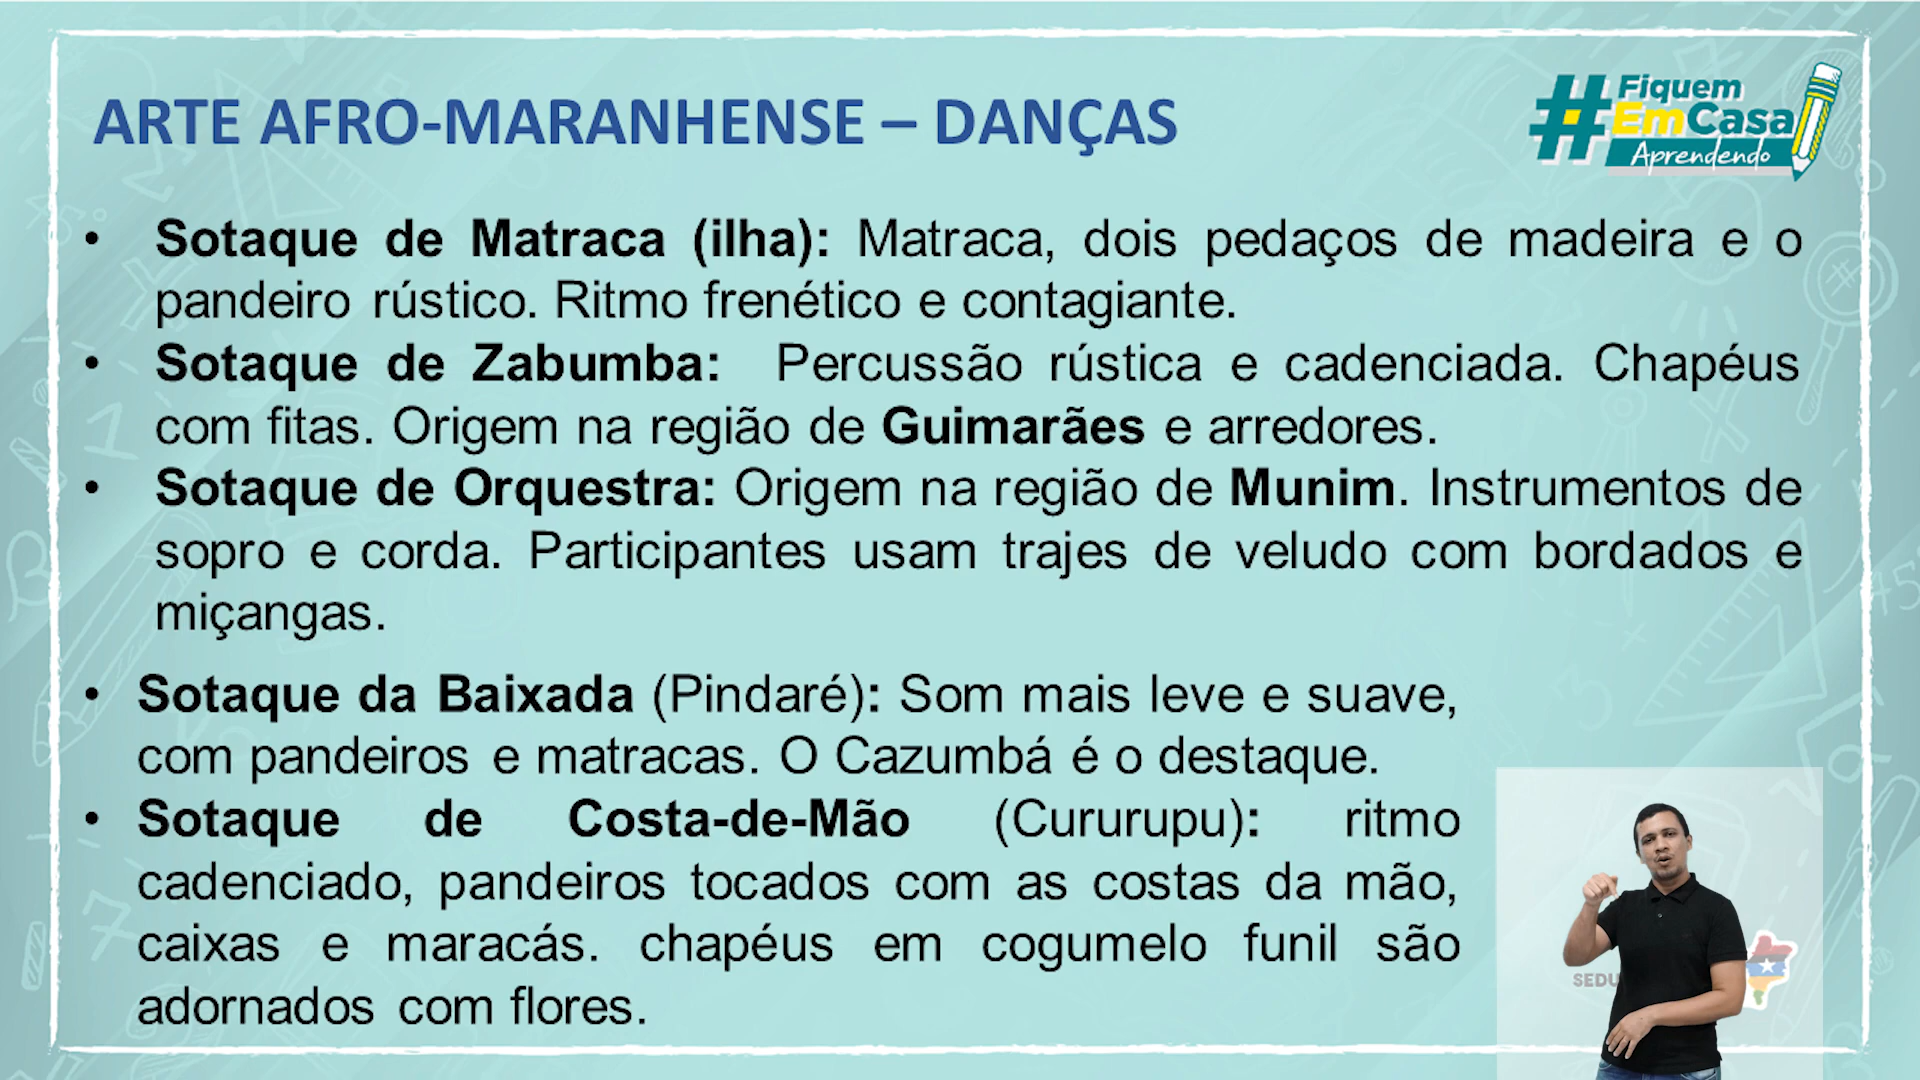 ARTE AFRO-MARANHENSE – DANÇAS
#Fiquem
EmCasa
Aprendendo
• Sotaque de Matraca (ilha): Matraca, dois pedaços de madeira e o
pandeiro rústico. Ritmo frenético e contagiante.
• Sotaque de Zabumba: Percussão rústica e cadenciada. Chapéus
com fitas. Origem na região de Guimarães e arredores.
• Sotaque de Orquestra: Origem na região de Munim. Instrumentos de
sopro e corda. Participantes usam trajes de veludo com bordados e
miçangas.
• Sotaque da Baixada (Pindaré): Som mais leve e suave,
com pandeiros e matracas. O Cazumbá é o destaque.
• Sotaque de Costa-de-Mão (Cururupu): ritmo
cadenciado, pandeiros tocados com as costas da mão,
caixas e maracás. chapéus em cogumelo funil são
adornados com flores.
SEDU